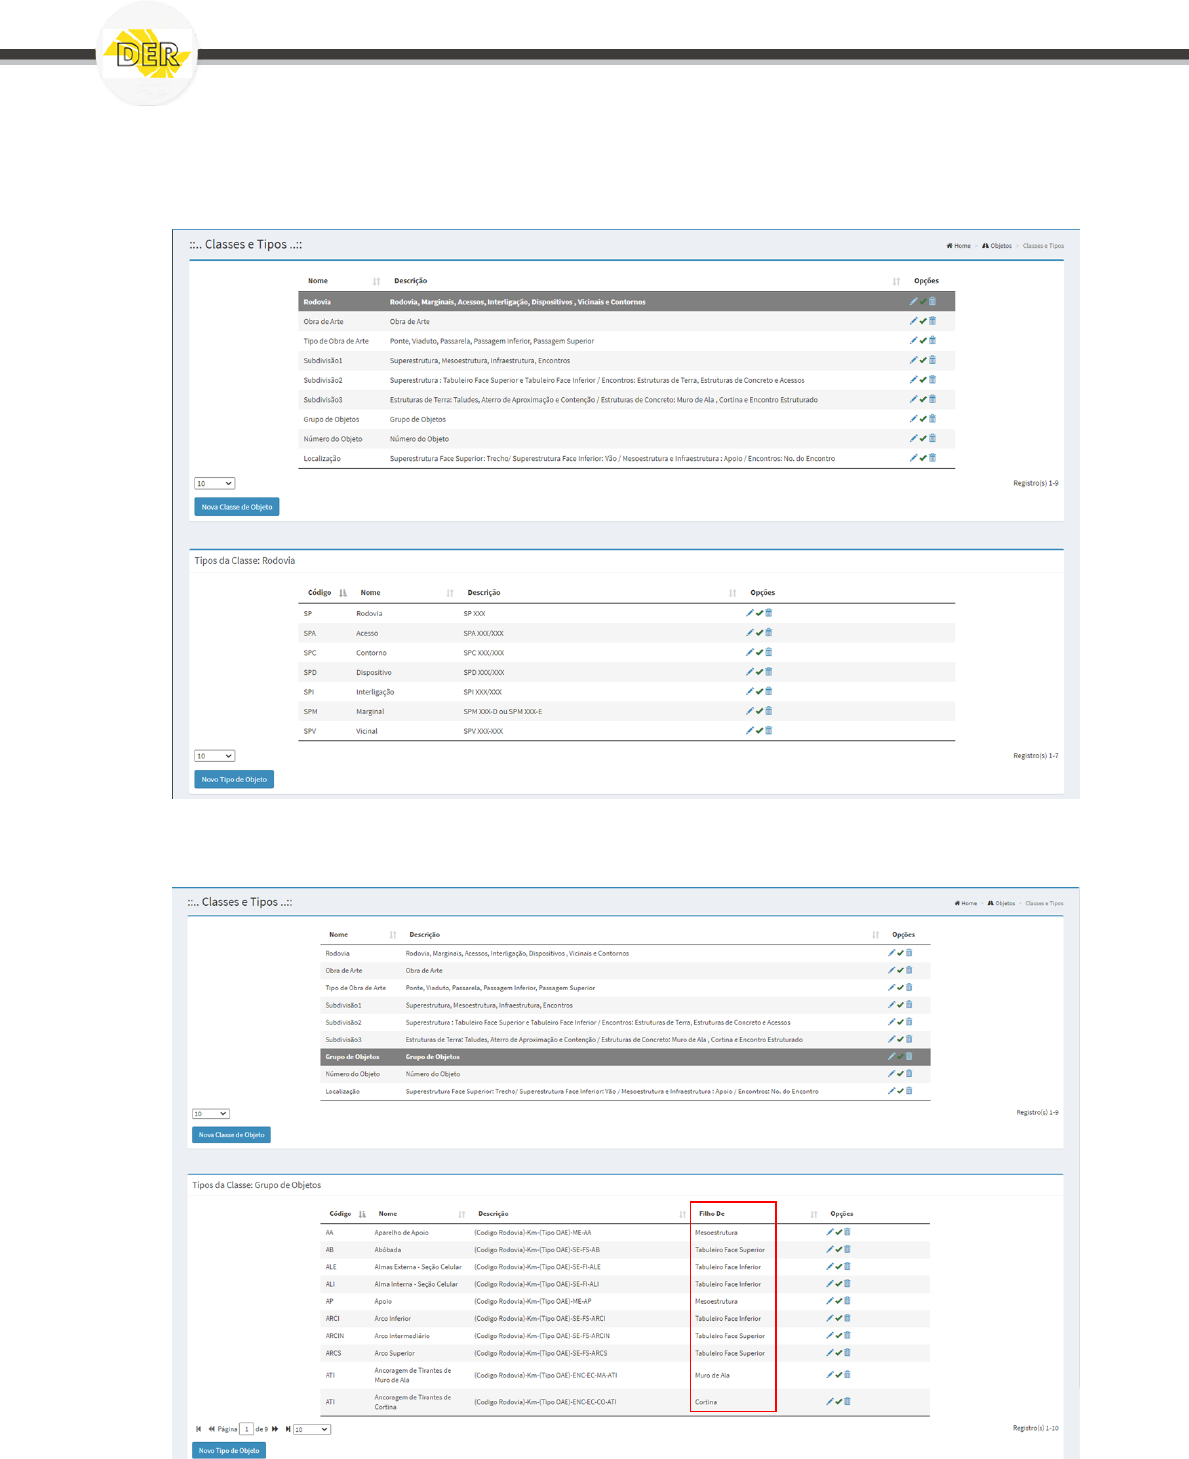 DER
::.. Classes e Tipos ..::
Home > Objetos > Classes e Tipos
Nome Descrição Opções
Rodovia Rodovia, Marginais, Acessos, Interligação, Dispositivos , Vicinais e Contornos
Obra de Arte Obra de Arte
Tipo de Obra de Arte Ponte, Viaduto, Passarela, Passagem Inferior, Passagem Superior
Subdivisão1 Superestrutura, Mesoestrutura, Infraestrutura, Encontros
Subdivisão2 Superestrutura : Tabuleiro Face Superior e Tabuleiro Face Inferior / Encontros: Estruturas de Terra, Estruturas de Concreto e Acessos
Subdivisão3 Estruturas de Terra: Taludes, Aterro de Aproximação e Contenção / Estruturas de Concreto: Muro de Ala , Cortina e Encontro Estruturado
Grupo de Objetos Grupo de Objetos
Número do Objeto Número do Objeto
Localização Superestrutura Face Superior: Trecho/ Superestrutura Face Inferior: Vão / Mesoestrutura e Infraestrutura : Apoio / Encontros: No. do Encontro
10 Registro(s) 1-9
Nova Classe de Objeto
Tipos da Classe: Rodovia
Código Nome Descrição Opções
SP Rodovia SP XXX
SPA Acesso SPA XXX/XXX
SPC Contorno SPC XXX/XXX
SPD Dispositivo SPD XXX/XXX
SPI Interligação SPI XXX/XXX
SPM Marginal SPM XXX-D ou SPM XXX-E
SPV Vicinal SPV XXX-XXX
10 Registro(s) 1-7
Novo Tipo de Objeto
::.. Classes e Tipos ..::
Home > Objetos > Classes e Tipos
Nome Descrição Opções
Rodovia Rodovia, Marginais, Acessos, Interligação, Dispositivos , Vicinais e Contornos
Obra de Arte Obra de Arte
Tipo de Obra de Arte Ponte, Viaduto, Passarela, Passagem Inferior, Passagem Superior
Subdivisão1 Superestrutura, Mesoestrutura, Infraestrutura, Encontros
Subdivisão2 Superestrutura : Tabuleiro Face Superior e Tabuleiro Face Inferior / Encontros: Estruturas de Terra, Estruturas de Concreto e Acessos
Subdivisão3 Estruturas de Terra: Taludes, Aterro de Aproximação e Contenção / Estruturas de Concreto: Muro de Ala , Cortina e Encontro Estruturado
Grupo de Objetos Grupo de Objetos
Número do Objeto Número do Objeto
Localização Superestrutura Face Superior: Trecho/ Superestrutura Face Inferior: Vão / Mesoestrutura e Infraestrutura : Apoio / Encontros: No. do Encontro
10 Registro(s) 1-9
Nova Classe de Objeto
Tipos da Classe: Grupo de Objetos
Código Nome Descrição Filho De Opções
AA Aparelho de Apoio (Codigo Rodovia)-Km-(Tipo OAE)-ME-AA Mesoestrutura
AB Abóbada (Codigo Rodovia)-Km-(Tipo OAE)-SE-FS-AB Tabuleiro Face Superior
ALE Almas Externa - Seção Celular (Codigo Rodovia)-Km-(Tipo OAE)-SE-FI-ALE Tabuleiro Face Inferior
ALI Alma Interna - Seção Celular (Codigo Rodovia)-Km-(Tipo OAE)-SE-FI-ALI Tabuleiro Face Inferior
AP Apoio (Codigo Rodovia)-Km-(Tipo OAE)-ME-AP Mesoestrutura
ARCI Arco Inferior (Codigo Rodovia)-Km-(Tipo OAE)-SE-FS-ARCI Tabuleiro Face Inferior
ARCIN Arco Intermediário (Codigo Rodovia)-Km-(Tipo OAE)-SE-FS-ARCIN Tabuleiro Face Superior
ARCS Arco Superior (Codigo Rodovia)-Km-(Tipo OAE)-SE-FS-ARCS Tabuleiro Face Superior
ATI Ancoragem de Tirantes de Muro de Ala (Codigo Rodovia)-Km-(Tipo OAE)-ENC-EC-MA-ATI Muro de Ala
ATI Ancoragem de Tirantes de Cortina (Codigo Rodovia)-Km-(Tipo OAE)-ENC-EC-CO-ATI Cortina
Página 1 de 9 10 Registro(s) 1-10
Novo Tipo de Objeto